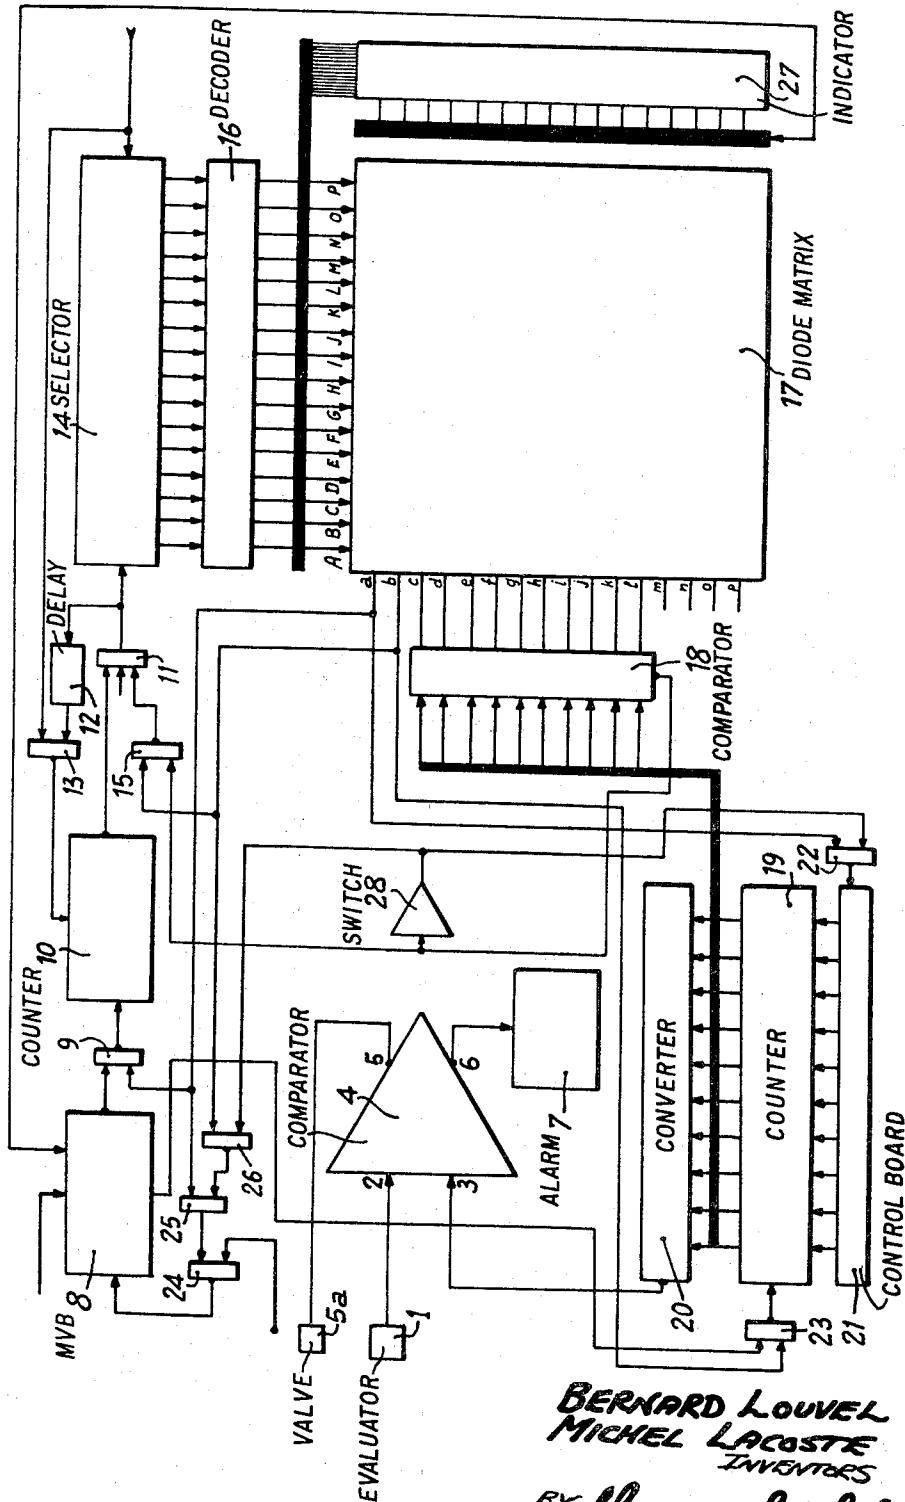 MVB
8
COUNTER
9
10
13
12
DELAY
11
15
14 SELECTOR
16 DECODER
24
25
26
A B C D E F G H I J K L M N O P
a
b
c
d
e
f
g
h
i
j
k
l
m
n
o
p
17 DIODE MATRIX
27
INDICATOR
18
COMPARATOR
SWITCH
28
VALVE
5a
EVALUATOR
1
COMPARATOR
4
2
3
5
6
ALARM 7
CONVERTER
20
COUNTER
19
23
21
CONTROL BOARD
22
BERNARD LOUVEL
MICHEL LACOSTE
INVENTORS
BY